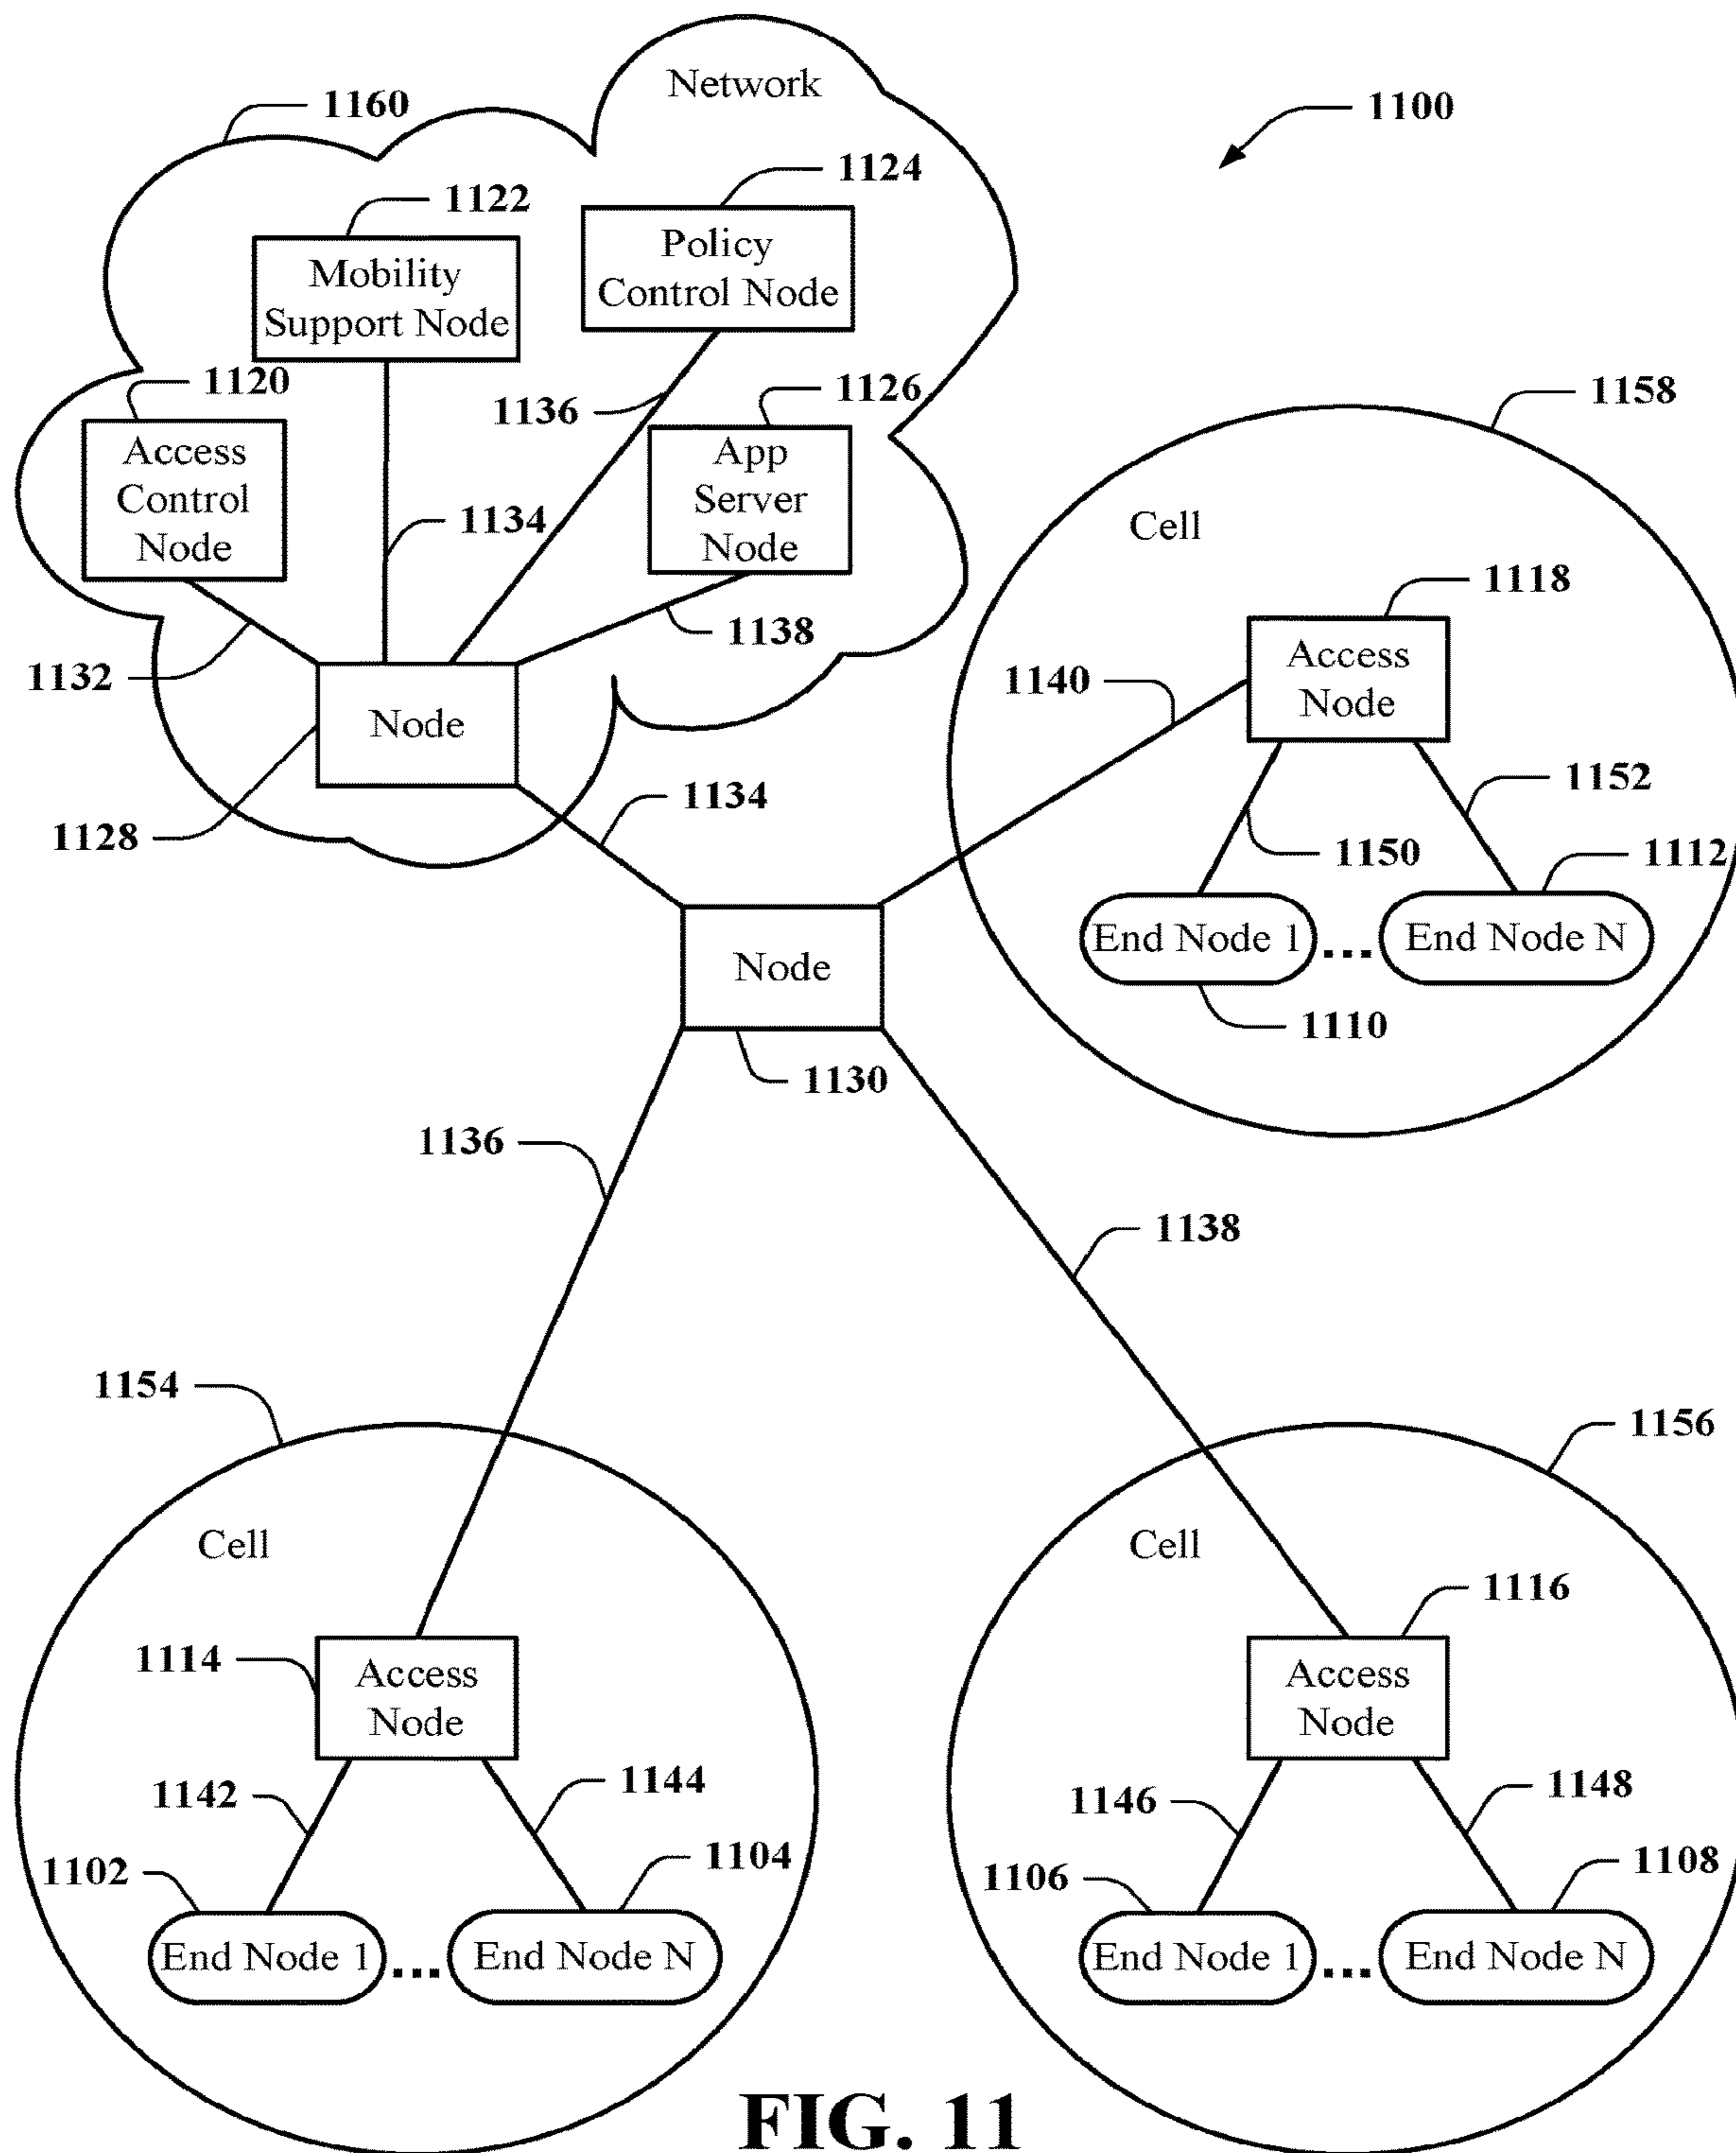 Network
1160
1100
1124
1122
Policy
Control Node
Mobility
Support Node
1120
1126
1136
1158
Access
Control
Node
App
Server
Node
1134
Cell
1118
1138
1132
1140
Access
Node
Node
1134
1152
1128
1150
1112
End Node 1
...
End Node N
Node
1110
1130
1136
1138
1154
1156
Cell
Cell
1116
1114
Access
Node
Access
Node
1142
1144
1146
1148
1102
1104
1106
1108
End Node 1
...
End Node N
End Node 1
...
End Node N
FIG. 11